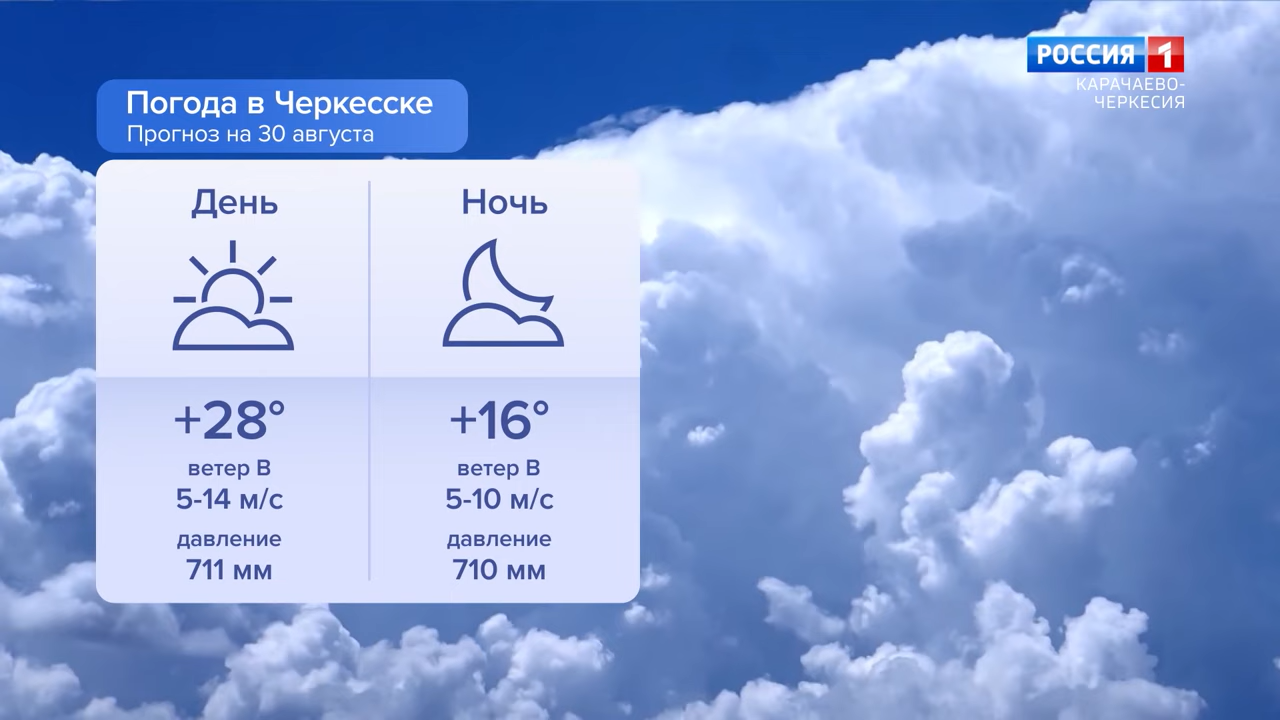 РОССИЯ 1
КАРАЧАЕВО-
ЧЕРКЕСИЯ
Погода в Черкесске
Прогноз на 30 августа
День
Ночь
+28°
+16°
ветер В
ветер В
5-14 м/с
5-10 м/с
давление
давление
711 мм
710 мм